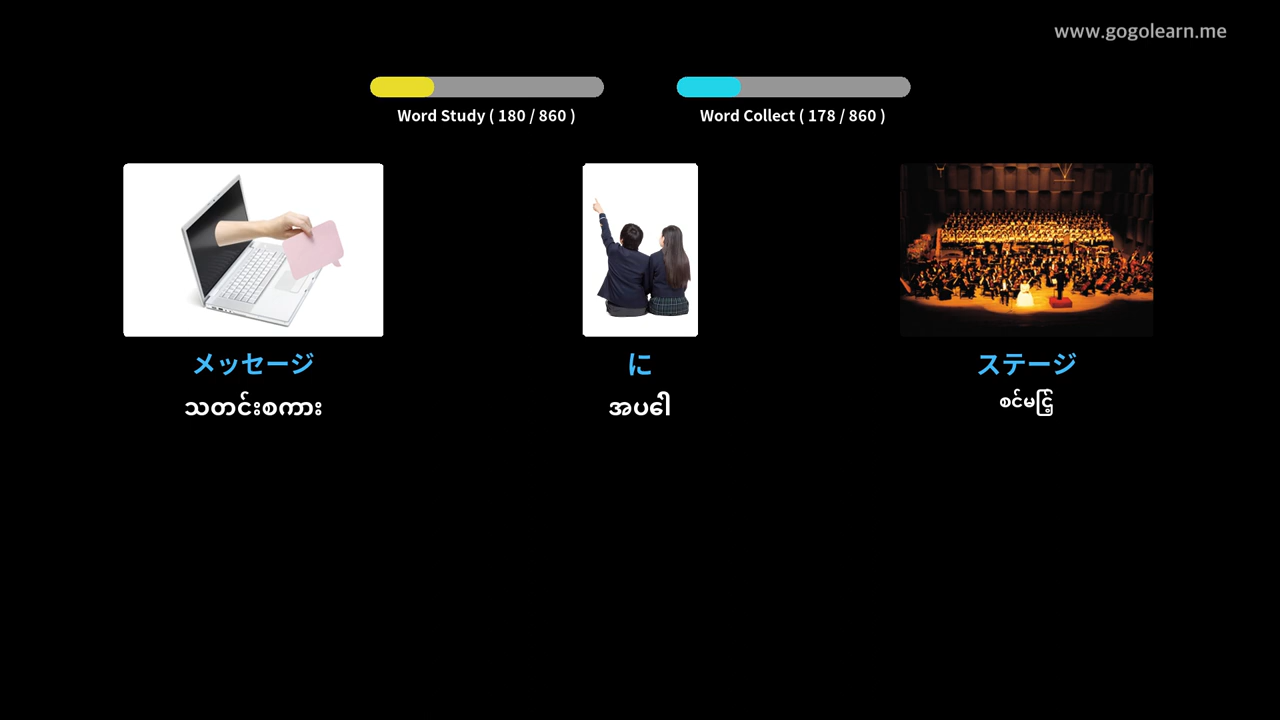 www.gogolearn.me
Word Study ( 180 / 860 )
Word Collect ( 178 / 860 )
メッセージ
に
ステージ
သတင်းစကား
အပေါ်
စင်မြင့်